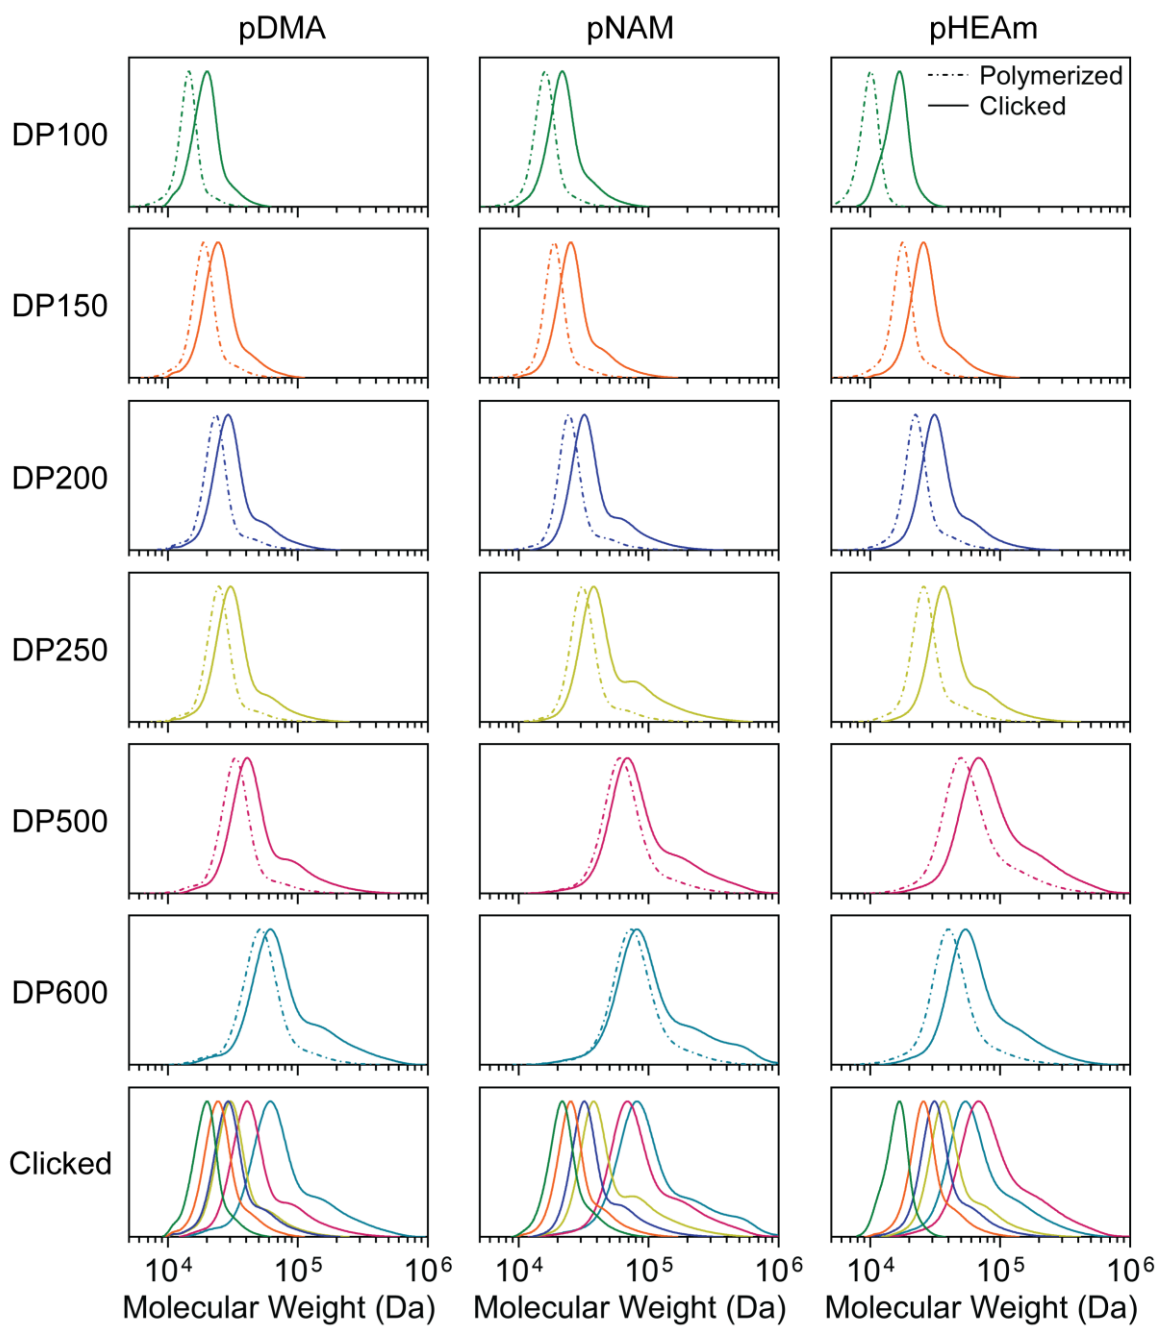 pDMA pNAM pHEAm
Polymerized
Clicked
DP100
DP150
DP200
DP250
DP500
DP600
Clicked
10⁴ 10⁵ 10⁶ 10⁴ 10⁵ 10⁶ 10⁴ 10⁵ 10⁶
Molecular Weight (Da) Molecular Weight (Da) Molecular Weight (Da)